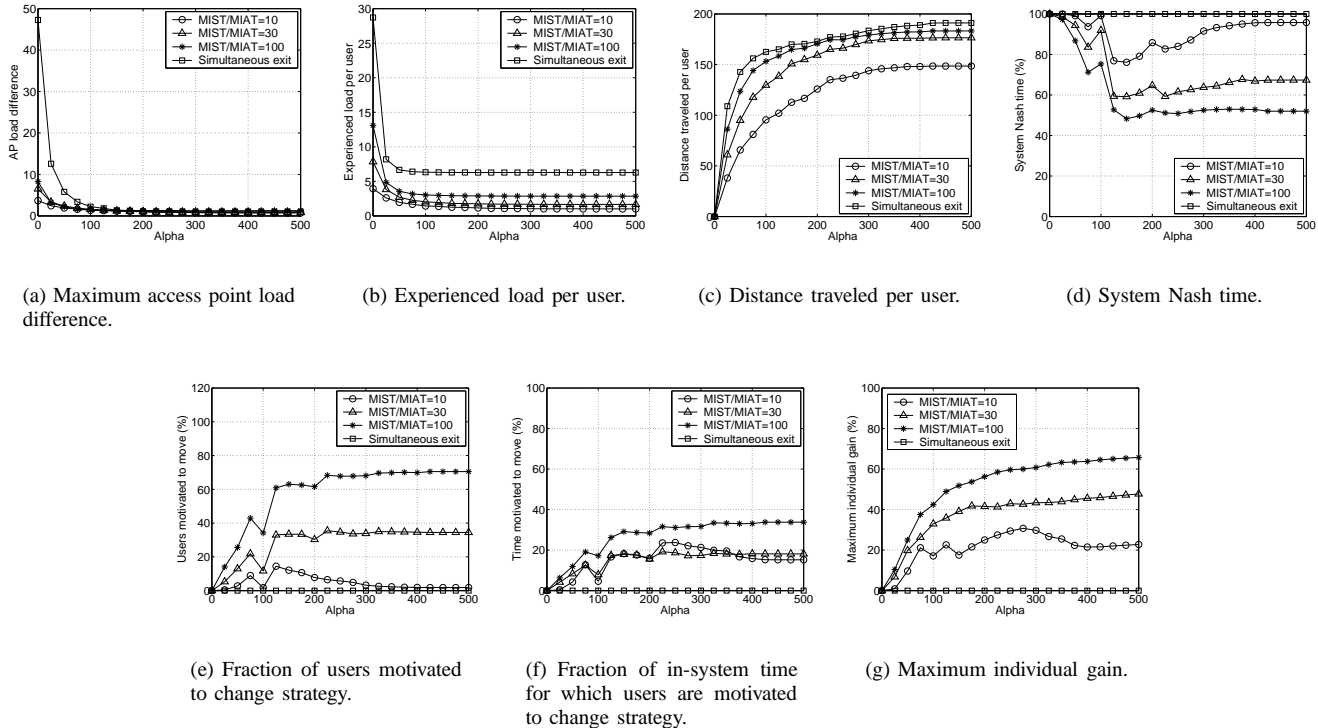 50
40
30
20
10
0
0 100 200 300 400 500
Alpha
AP load difference
MIST/MIAT=10
MIST/MIAT=30
MIST/MIAT=100
Simultaneous exit
(a) Maximum access point load
difference.
30
25
20
15
10
5
0
0 100 200 300 400 500
Alpha
Experienced load per user
MIST/MIAT=10
MIST/MIAT=30
MIST/MIAT=100
Simultaneous exit
(b) Experienced load per user.
200
150
100
50
0
0 100 200 300 400 500
Alpha
Distance traveled per user
MIST/MIAT=10
MIST/MIAT=30
MIST/MIAT=100
Simultaneous exit
(c) Distance traveled per user.
100
80
60
40
20
0
0 100 200 300 400 500
Alpha
System Nash time (%)
MIST/MIAT=10
MIST/MIAT=30
MIST/MIAT=100
Simultaneous exit
(d) System Nash time.
120
100
80
60
40
20
0
0 100 200 300 400 500
Alpha
Users motivated to move (%)
MIST/MIAT=10
MIST/MIAT=30
MIST/MIAT=100
Simultaneous exit
(e) Fraction of users motivated
to change strategy.
100
80
60
40
20
0
0 100 200 300 400 500
Alpha
Time motivated to move (%)
MIST/MIAT=10
MIST/MIAT=30
MIST/MIAT=100
Simultaneous exit
(f) Fraction of in-system time
for which users are motivated
to change strategy.
100
80
60
40
20
0
0 100 200 300 400 500
Alpha
Maximum individual gain (%)
MIST/MIAT=10
MIST/MIAT=30
MIST/MIAT=100
Simultaneous exit
(g) Maximum individual gain.